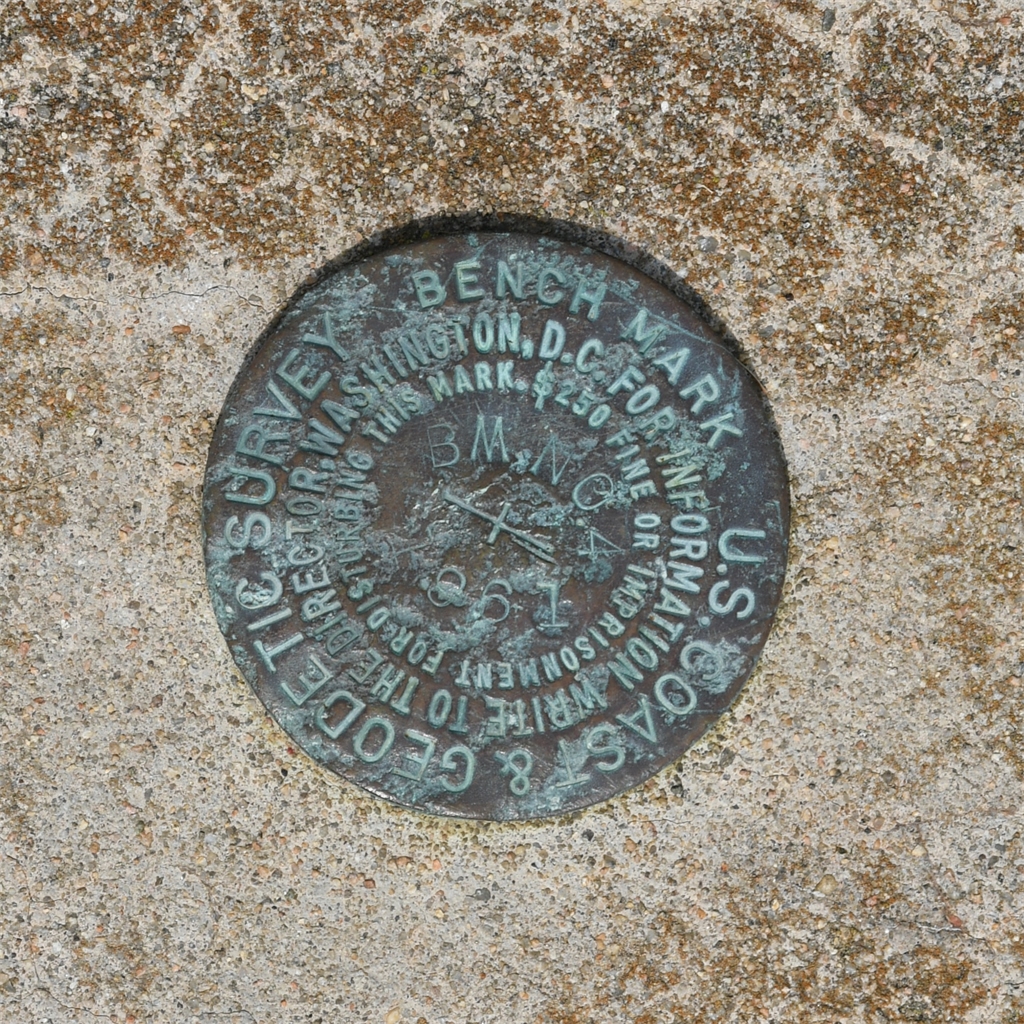 U.S. COAST & GEODETIC SURVEY
BENCH MARK
FOR INFORMATION WRITE TO THE DIRECTOR, WASHINGTON, D.C.
$250 FINE OR IMPRISONMENT FOR DISTURBING THIS MARK.
BM NO 4